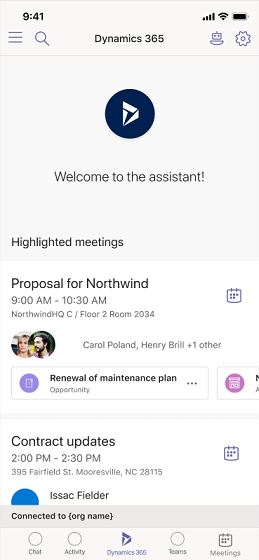 9:41
Dynamics 365
Welcome to the assistant!
Highlighted meetings
Proposal for Northwind
9:00 AM - 10:30 AM
NorthwindHQ C / Floor 2 Room 2034
Carol Poland, Henry Brill +1 other
Renewal of maintenance plan
Opportunity
Contract updates
2:00 PM - 2:30 PM
395 Fairfield St. Mooresville, NC 28115
Issac Fielder
Connected to {org name}
Chat Activity Dynamics 365 Teams Meetings